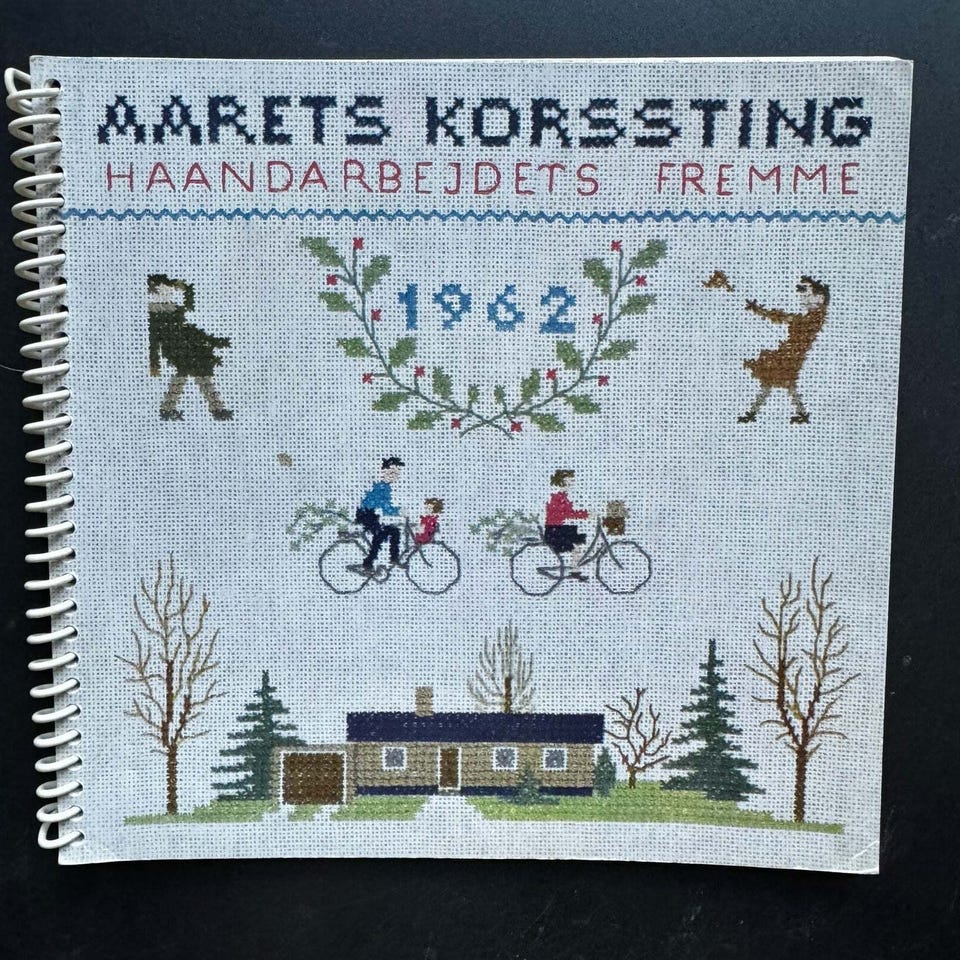 AARETS KORSSTING
HAANDARBEJDETS FREMME
1962